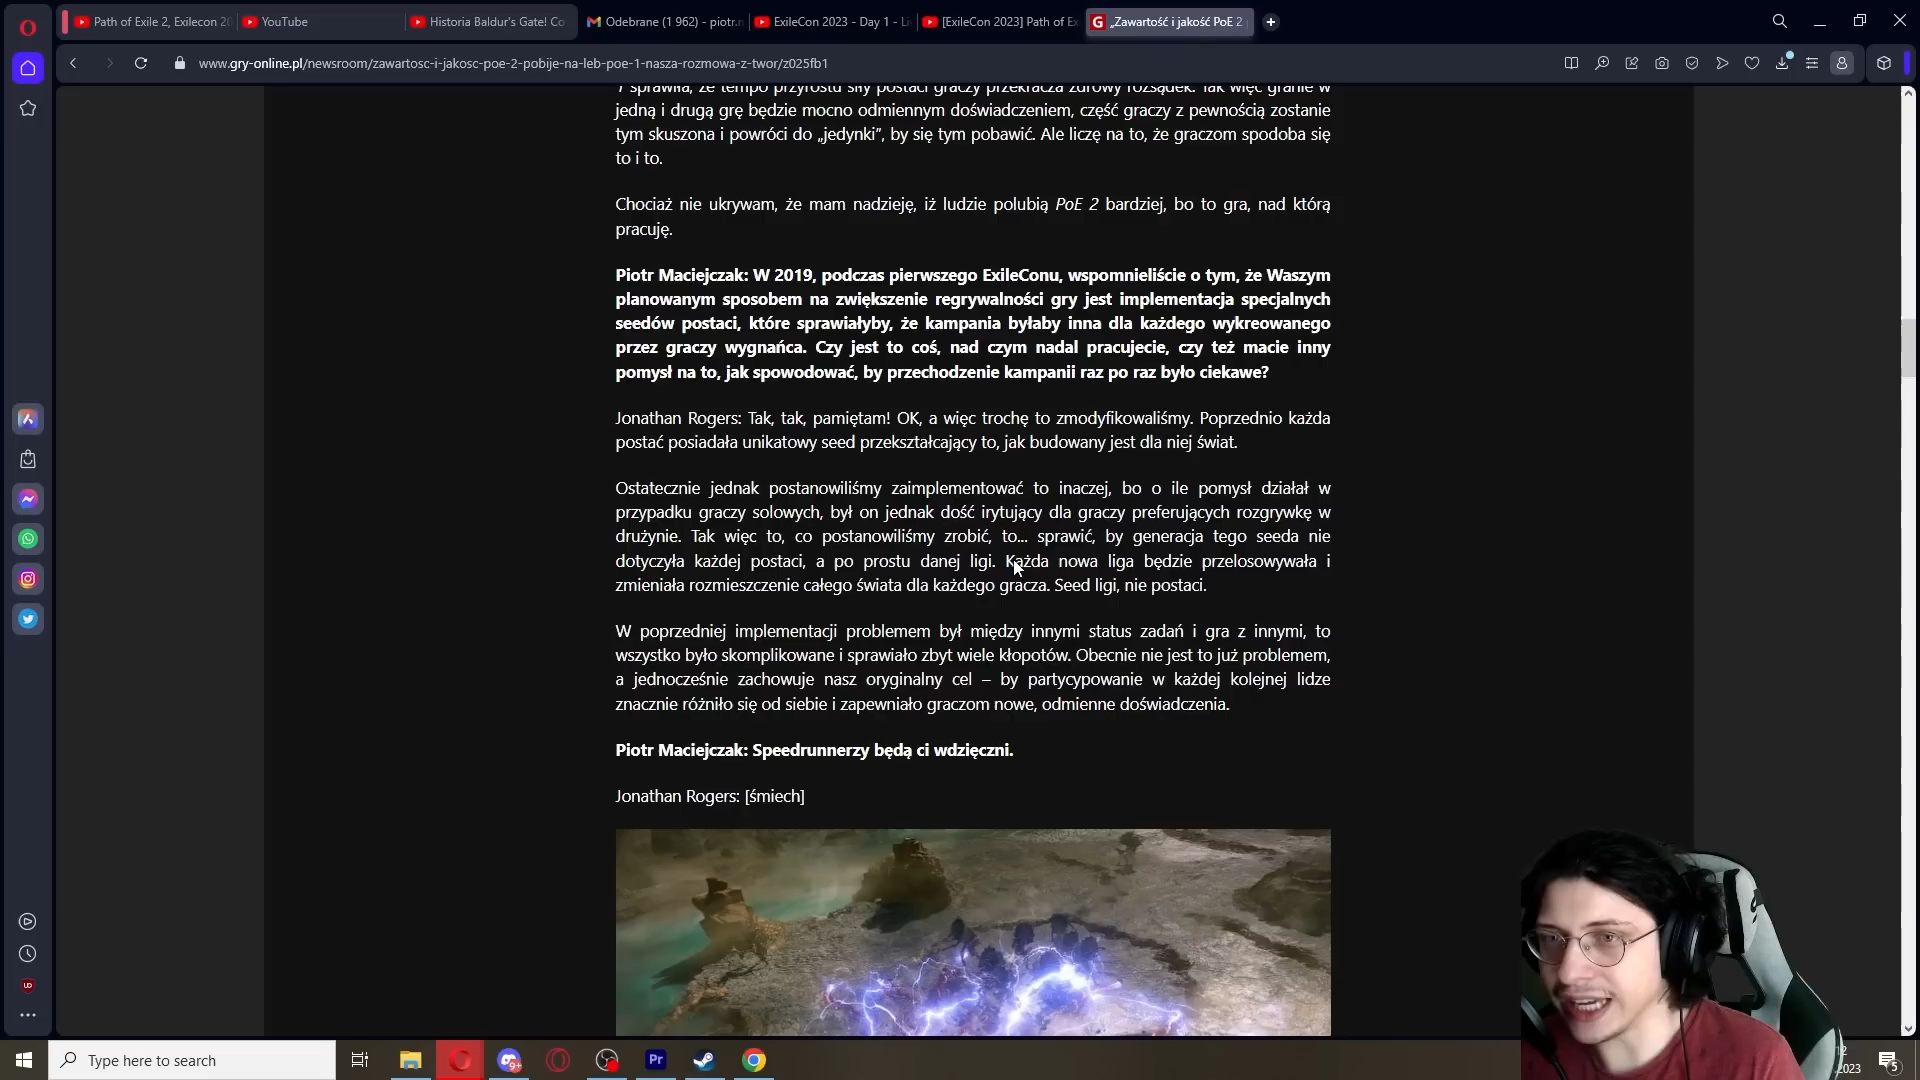 Path of Exile 2, Exilecon 20
YouTube
Historia Baldur's Gate! Co
Odebrane (1 962) - piotr.m
ExileCon 2023 - Day 1 - Li
[ExileCon 2023] Path of Ex
„Zawartość i jakość PoE 2
www.gry-online.pl/newsroom/zawartosc-i-jakosc-poe-2-pobije-na-leb-poe-1-nasza-rozmowa-z-twor/z025fb1
sprawiła, że tempo przyrostu siły postaci graczy przekracza zdrowy rozsądek. Tak więc granie w
jedną i drugą grę będzie mocno odmiennym doświadczeniem, część graczy z pewnością zostanie
tym skuszona i powróci do „jedynki”, by się tym pobawić. Ale liczę na to, że graczom spodoba się
to i to.
Chociaż nie ukrywam, że mam nadzieję, iż ludzie polubią PoE 2 bardziej, bo to gra, nad którą
pracuję.
Piotr Maciejczak: W 2019, podczas pierwszego ExileConu, wspomnieliście o tym, że Waszym
planowanym sposobem na zwiększenie regrywalności gry jest implementacja specjalnych
seedów postaci, które sprawiałyby, że kampania byłaby inna dla każdego wykreowanego
przez graczy wygnańca. Czy jest to coś, nad czym nadal pracujecie, czy też macie inny
pomysł na to, jak spowodować, by przechodzenie kampanii raz po raz było ciekawe?
Jonathan Rogers: Tak, tak, pamiętam! OK, a więc trochę to zmodyfikowaliśmy. Poprzednio każda
postać posiadała unikatowy seed przekształcający to, jak budowany jest dla niej świat.
Ostatecznie jednak postanowiliśmy zaimplementować to inaczej, bo o ile pomysł działał w
przypadku graczy solowych, był on jednak dość irytujący dla graczy preferujących rozgrywkę w
drużynie. Tak więc to, co postanowiliśmy zrobić, to... sprawić, by generacja tego seeda nie
dotyczyła każdej postaci, a po prostu danej ligi. Każda nowa liga będzie przelosowywała i
zmieniała rozmieszczenie całego świata dla każdego gracza. Seed ligi, nie postaci.
W poprzedniej implementacji problemem był między innymi status zadań i gra z innymi, to
wszystko było skomplikowane i sprawiało zbyt wiele kłopotów. Obecnie nie jest to już problemem,
a jednocześnie zachowuje nasz oryginalny cel – by partycypowanie w każdej kolejnej lidze
znacznie różniło się od siebie i zapewniało graczom nowe, odmienne doświadczenia.
Piotr Maciejczak: Speedrunnerzy będą ci wdzięczni.
Jonathan Rogers: [śmiech]
Type here to search
9+
Pr
12
.2023
5